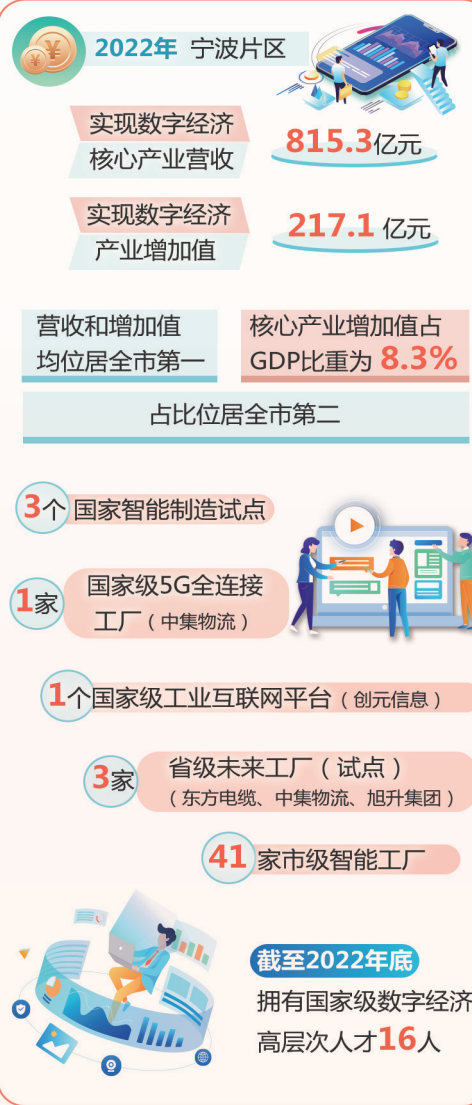 2022年 宁波片区
实现数字经济
核心产业营收
815.3亿元
实现数字经济
产业增加值
217.1亿元
营收和增加值
均位居全市第一
核心产业增加值占
GDP比重为 8.3%
占比位居全市第二
3个 国家智能制造试点
1家
国家级5G全连接
工厂（中集物流）
1个国家级工业互联网平台（创元信息）
3家
省级未来工厂（试点）
（东方电缆、中集物流、旭升集团）
41家市级智能工厂
截至2022年底
拥有国家级数字经济
高层次人才16人